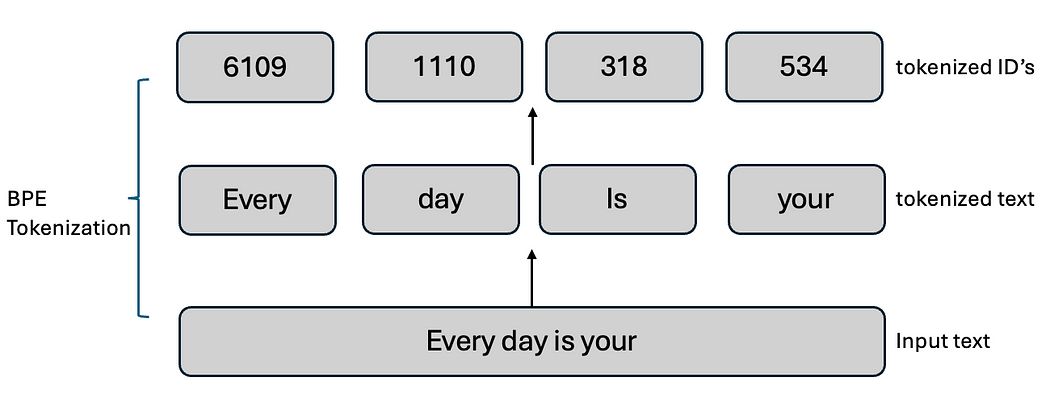 6109 1110 318 534 tokenized ID's
BPE
Tokenization
Every day Is your tokenized text
Every day is your Input text